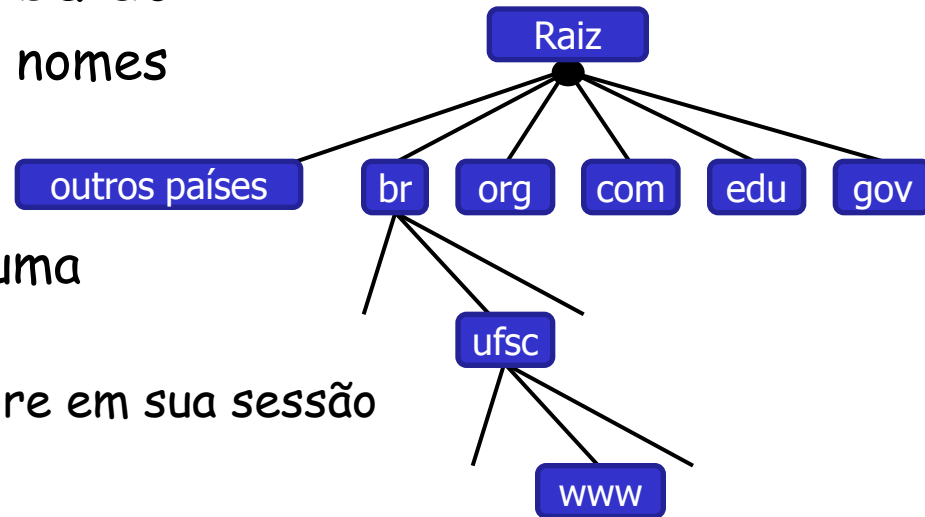 Raiz
nomes
outros países br org com edu gov
uma
ufsc
re em sua sessão
www